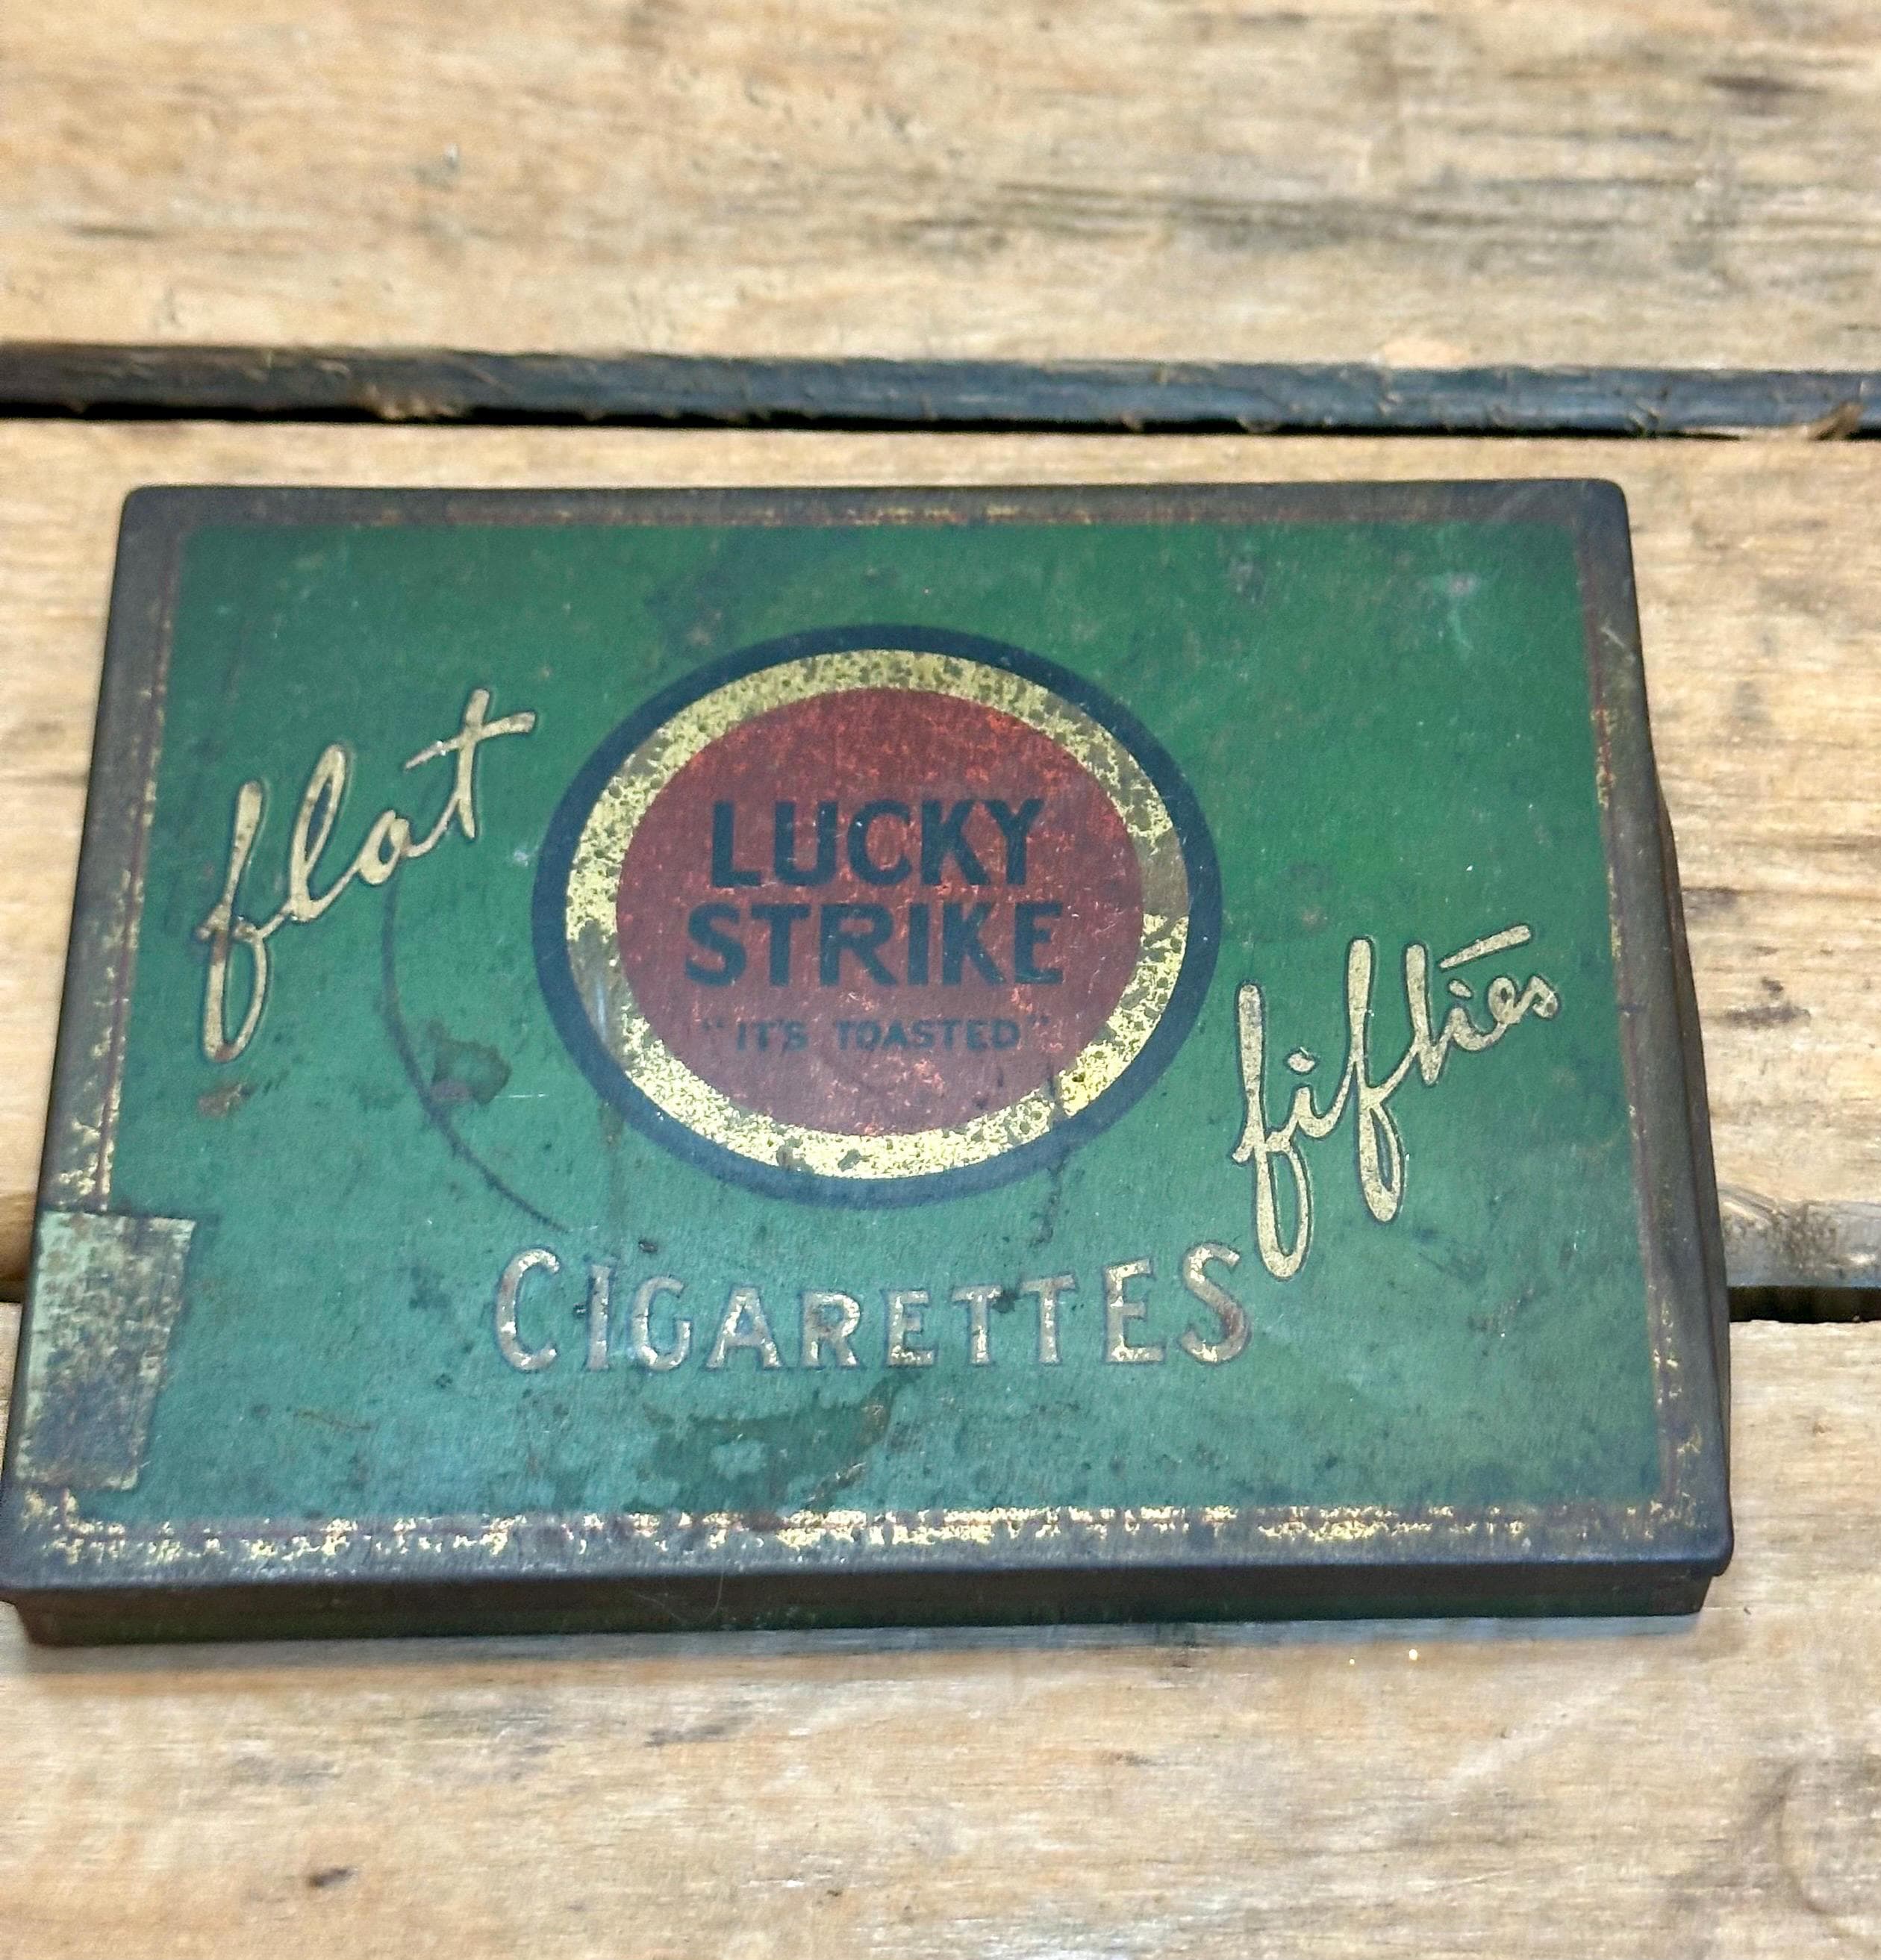 flat
LUCKY
STRIKE
"IT'S TOASTED"
fifties
CIGARETTES